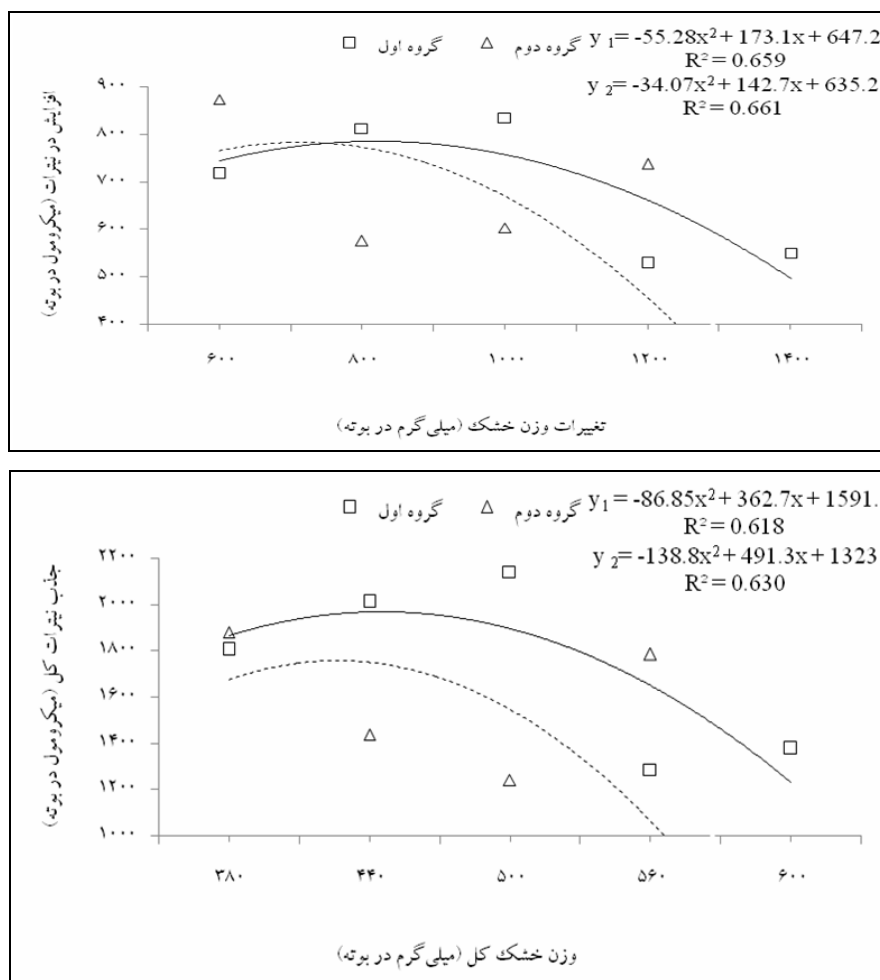 گروه اول گروه دوم
y 1= -55.28x2 + 173.1x + 647.2
R2 = 0.659
y 2= -34.07x2 + 142.7x + 635.2
R2 = 0.661
افزایش در نیترات (میکرومول در بوته)
۹۰۰
۸۰۰
۷۰۰
۶۰۰
۵۰۰
۴۰۰
۶۰۰ ۸۰۰ ۱۰۰۰ ۱۲۰۰ ۱۴۰۰
تغییرات وزن خشک (میلی‌گرم در بوته)
گروه اول گروه دوم
y1= -86.85x2 + 362.7x + 1591.
R2 = 0.618
y 2= -138.8x2 + 491.3x + 1323
R2 = 0.630
جذب نیترات کل (میکرومول در بوته)
۲۲۰۰
۲۰۰۰
۱۸۰۰
۱۶۰۰
۱۴۰۰
۱۲۰۰
۱۰۰۰
۳۸۰ ۴۴۰ ۵۰۰ ۵۶۰ ۶۰۰
وزن خشک کل (میلی‌گرم در بوته)